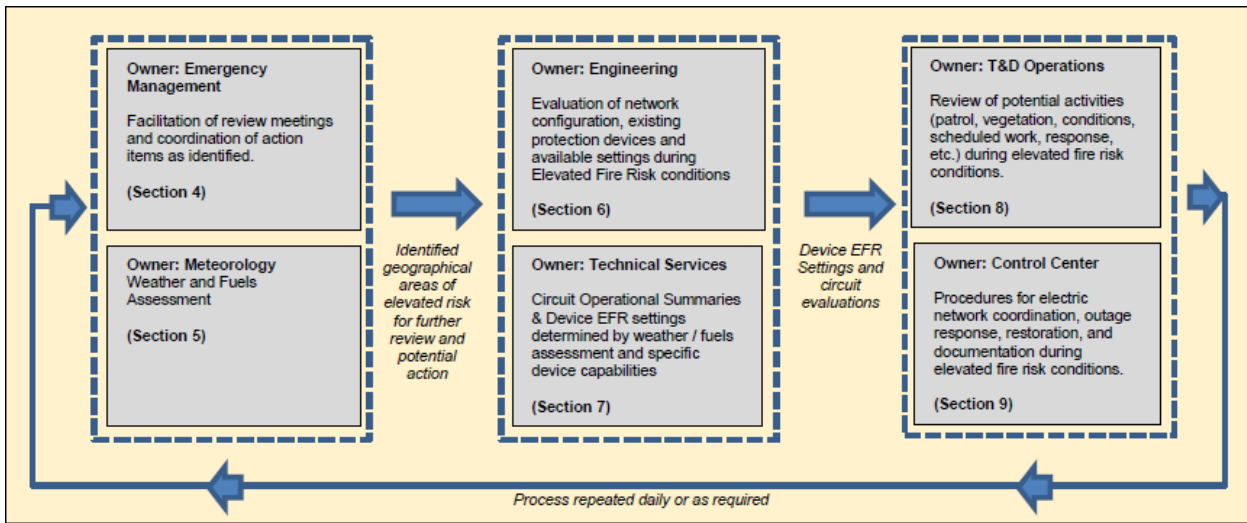 Owner: Emergency
Management
Facilitation of review meetings
and coordination of action
items as identified.
(Section 4)
Owner: Meteorology
Weather and Fuels
Assessment
(Section 5)
Identified
geographical
areas of
elevated risk
for further
review and
potential
action
Owner: Engineering
Evaluation of network
configuration, existing
protection devices and
available settings during
Elevated Fire Risk conditions
(Section 6)
Owner: Technical Services
Circuit Operational Summaries
& Device EFR settings
determined by weather / fuels
assessment and specific
device capabilities
(Section 7)
Device EFR
Settings and
circuit
evaluations
Owner: T&D Operations
Review of potential activities
(patrol, vegetation, conditions,
scheduled work, response,
etc.) during elevated fire risk
conditions.
(Section 8)
Owner: Control Center
Procedures for electric
network coordination, outage
response, restoration, and
documentation during
elevated fire risk conditions.
(Section 9)
Process repeated daily or as required